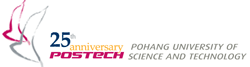 25th anniversary
POSTECH
POHANG UNIVERSITY OF
SCIENCE AND TECHNOLOGY